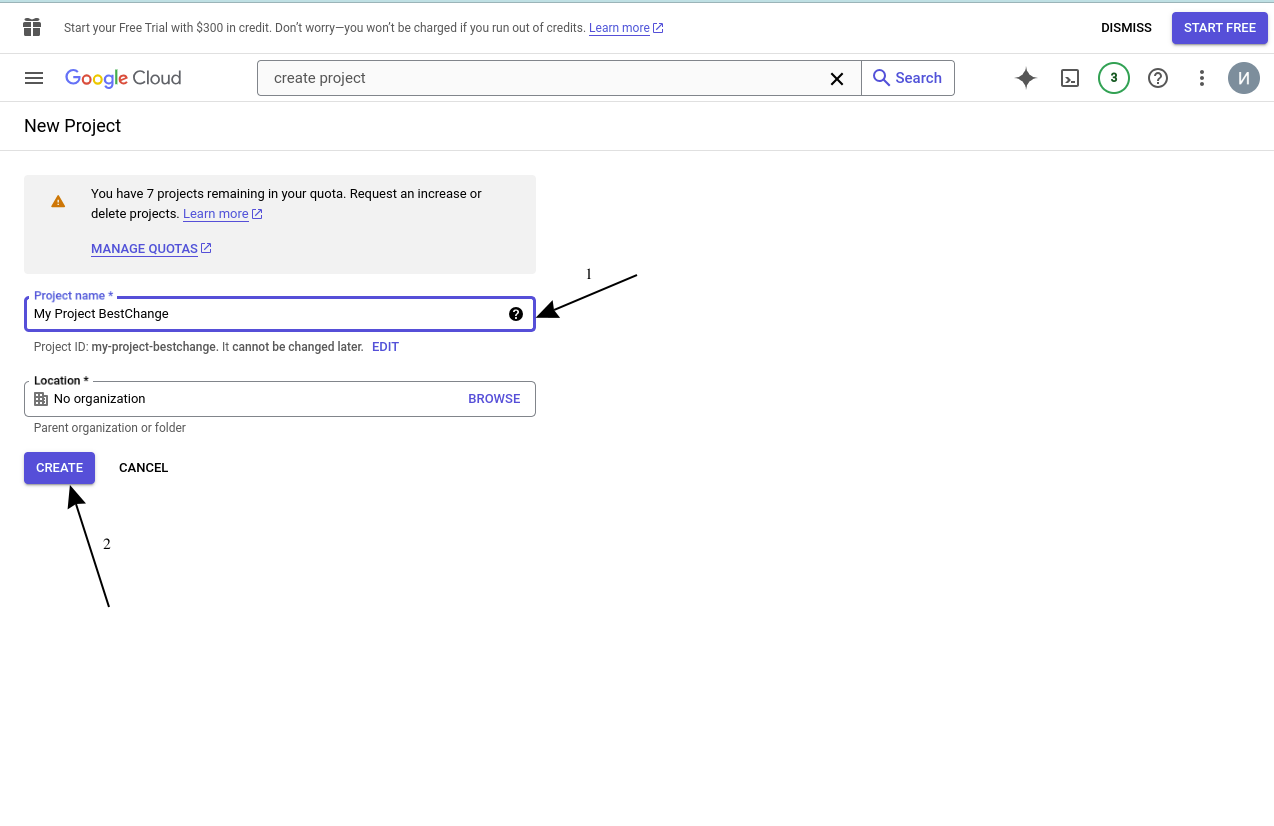 Start your Free Trial with $300 in credit. Don’t worry—you won’t be charged if you run out of credits. Learn more
DISMISS
START FREE
Google Cloud
create project
Search
3
И
New Project
You have 7 projects remaining in your quota. Request an increase or
delete projects. Learn more
MANAGE QUOTAS
1
Project name *
My Project BestChange
Project ID: my-project-bestchange. It cannot be changed later. EDIT
Location *
No organization
BROWSE
Parent organization or folder
CREATE
CANCEL
2